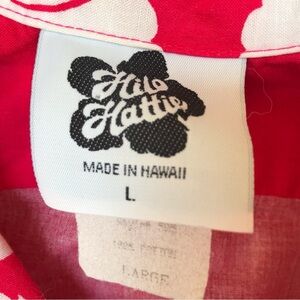 Hilo
Hattie
MADE IN HAWAII
L
100% COTTON
LARGE